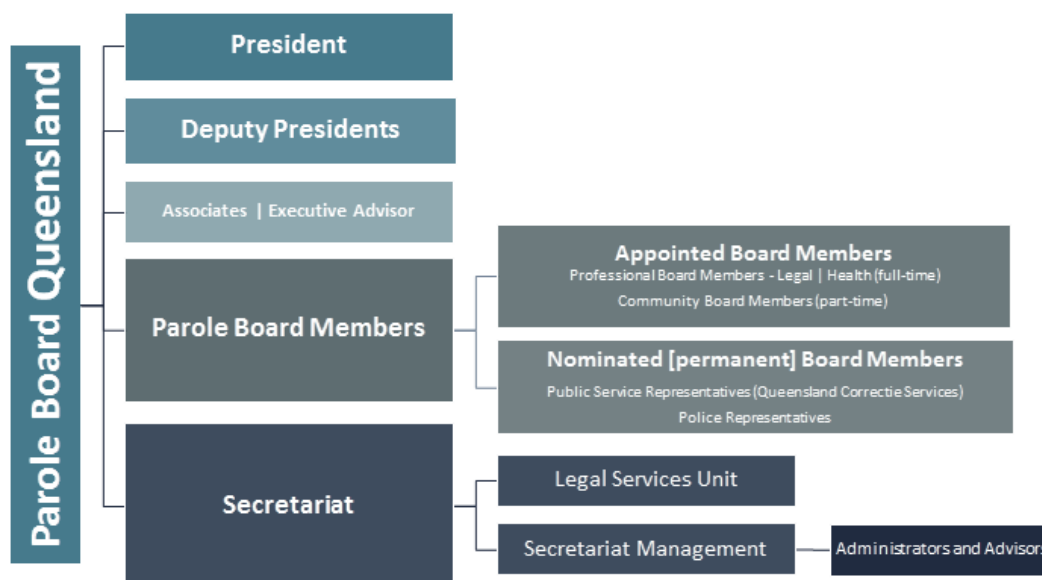 Parole Board Queensland
President
Deputy Presidents
Associates | Executive Advisor
Parole Board Members
Appointed Board Members
Professional Board Members - Legal | Health (full-time)
Community Board Members (part-time)
Nominated [permanent] Board Members
Public Service Representatives (Queensland Correctie Services)
Police Representatives
Secretariat
Legal Services Unit
Secretariat Management
Administrators and Advisors